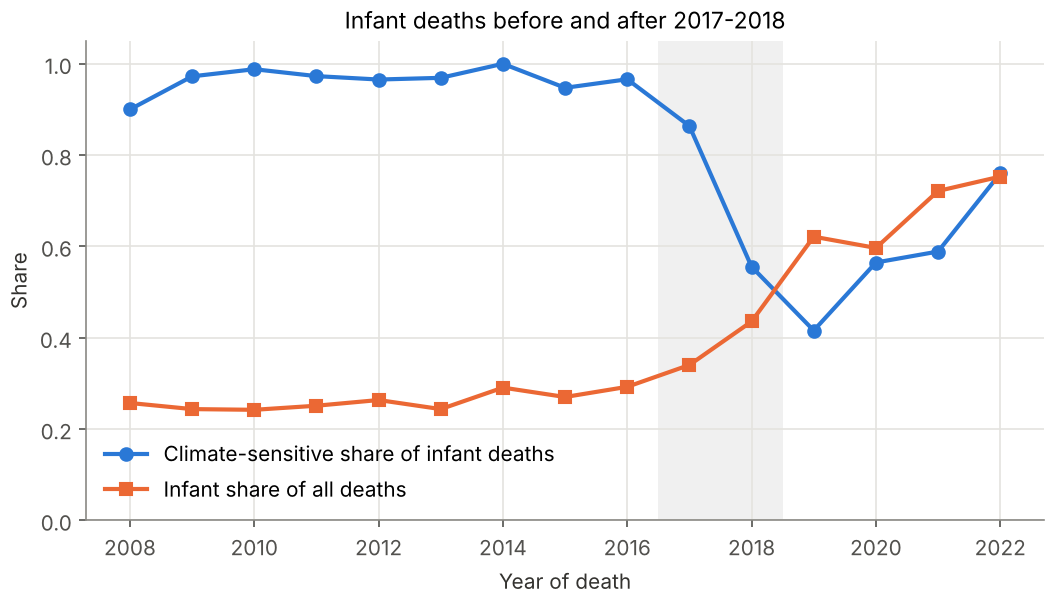 Infant deaths before and after 2017-2018
1.0
0.8
0.6
0.4
0.2
0.0
Share
Climate-sensitive share of infant deaths
Infant share of all deaths
2008 2010 2012 2014 2016 2018 2020 2022
Year of death